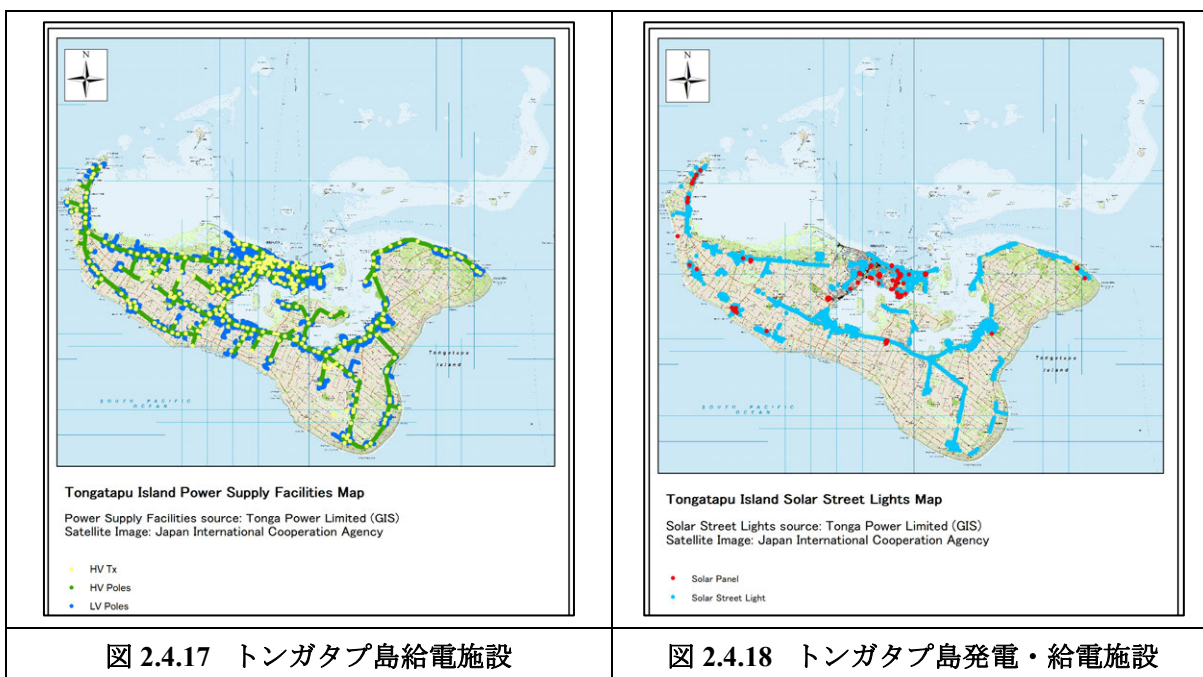 N
Tongatapu
Island
SOUTH PACIFIC
OCEAN
Tongatapu Island Power Supply Facilities Map
Power Supply Facilities source: Tonga Power Limited (GIS)
Satellite Image: Japan International Cooperation Agency
HV Tx
HV Poles
LV Poles
図 2.4.17 トンガタプ島給電施設
N
Tongatapu
Island
SOUTH PACIFIC
OCEAN
Tongatapu Island Solar Street Lights Map
Solar Street Lights source: Tonga Power Limited (GIS)
Satellite Image: Japan International Cooperation Agency
Solar Panel
Solar Street Light
図 2.4.18 トンガタプ島発電・給電施設